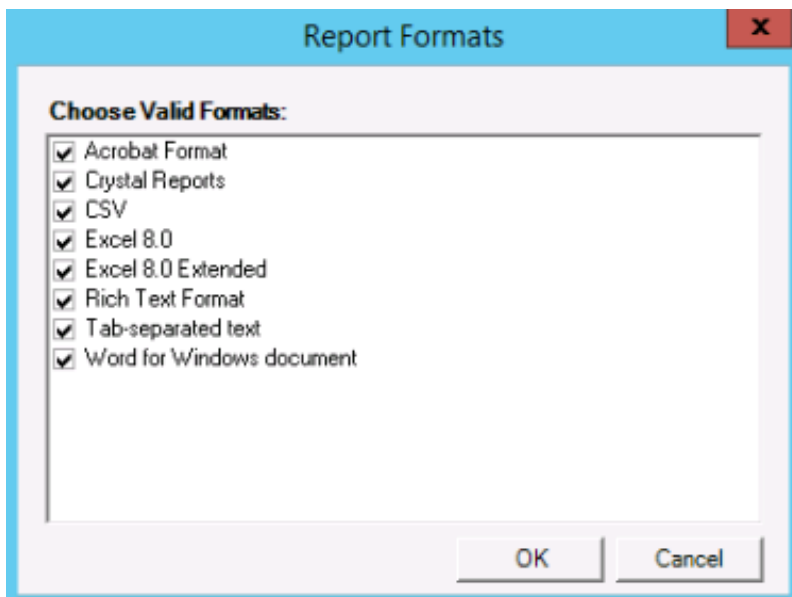 Report Formats
x
Choose Valid Formats:
Acrobat Format
Crystal Reports
CSV
Excel 8.0
Excel 8.0 Extended
Rich Text Format
Tab-separated text
Word for Windows document
OK
Cancel